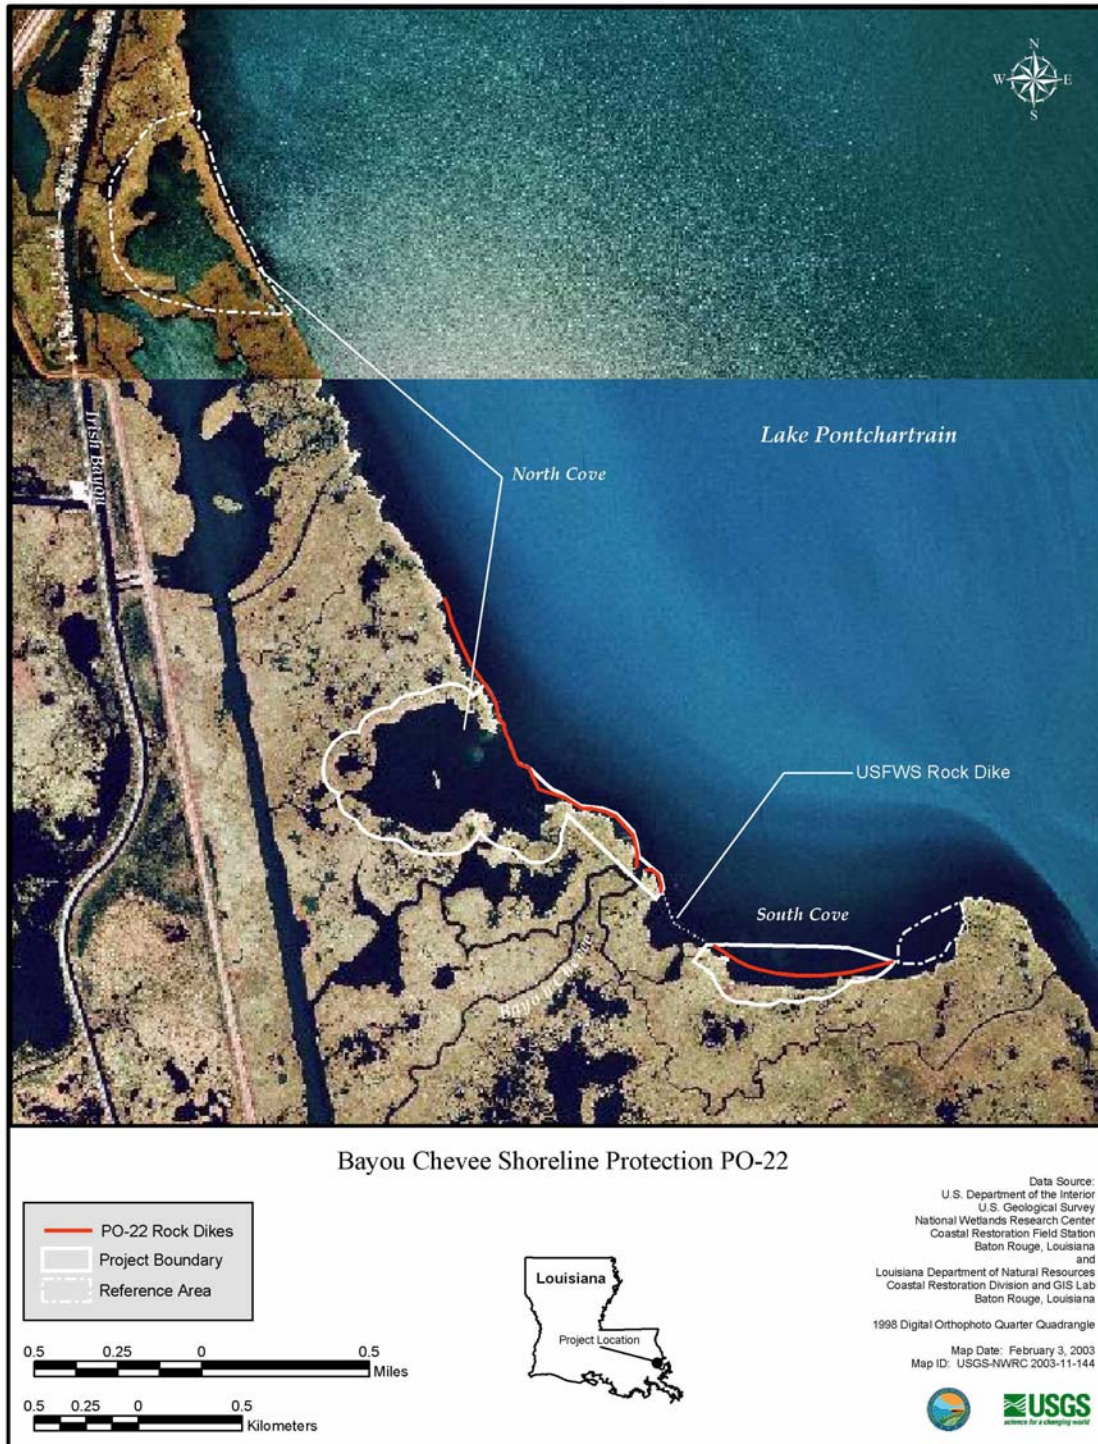 N
W E
S
Irish Bayou
Lake Pontchartrain
North Cove
USFWS Rock Dike
South Cove
Bayou Chevee
Bayou Chevee Shoreline Protection PO-22
PO-22 Rock Dikes
Project Boundary
Reference Area
0.5 0.25 0 0.5
Miles
0.5 0.25 0 0.5
Kilometers
Louisiana
Project Location
Data Source:
U.S. Department of the Interior
U.S. Geological Survey
National Wetlands Research Center
Coastal Restoration Field Station
Baton Rouge, Louisiana
and
Louisiana Department of Natural Resources
Coastal Restoration Division and GIS Lab
Baton Rouge, Louisiana
1998 Digital Orthophoto Quarter Quadrangle
Map Date: February 3, 2003
Map ID: USGS-NWRC 2003-11-144
USGS
science for a changing world